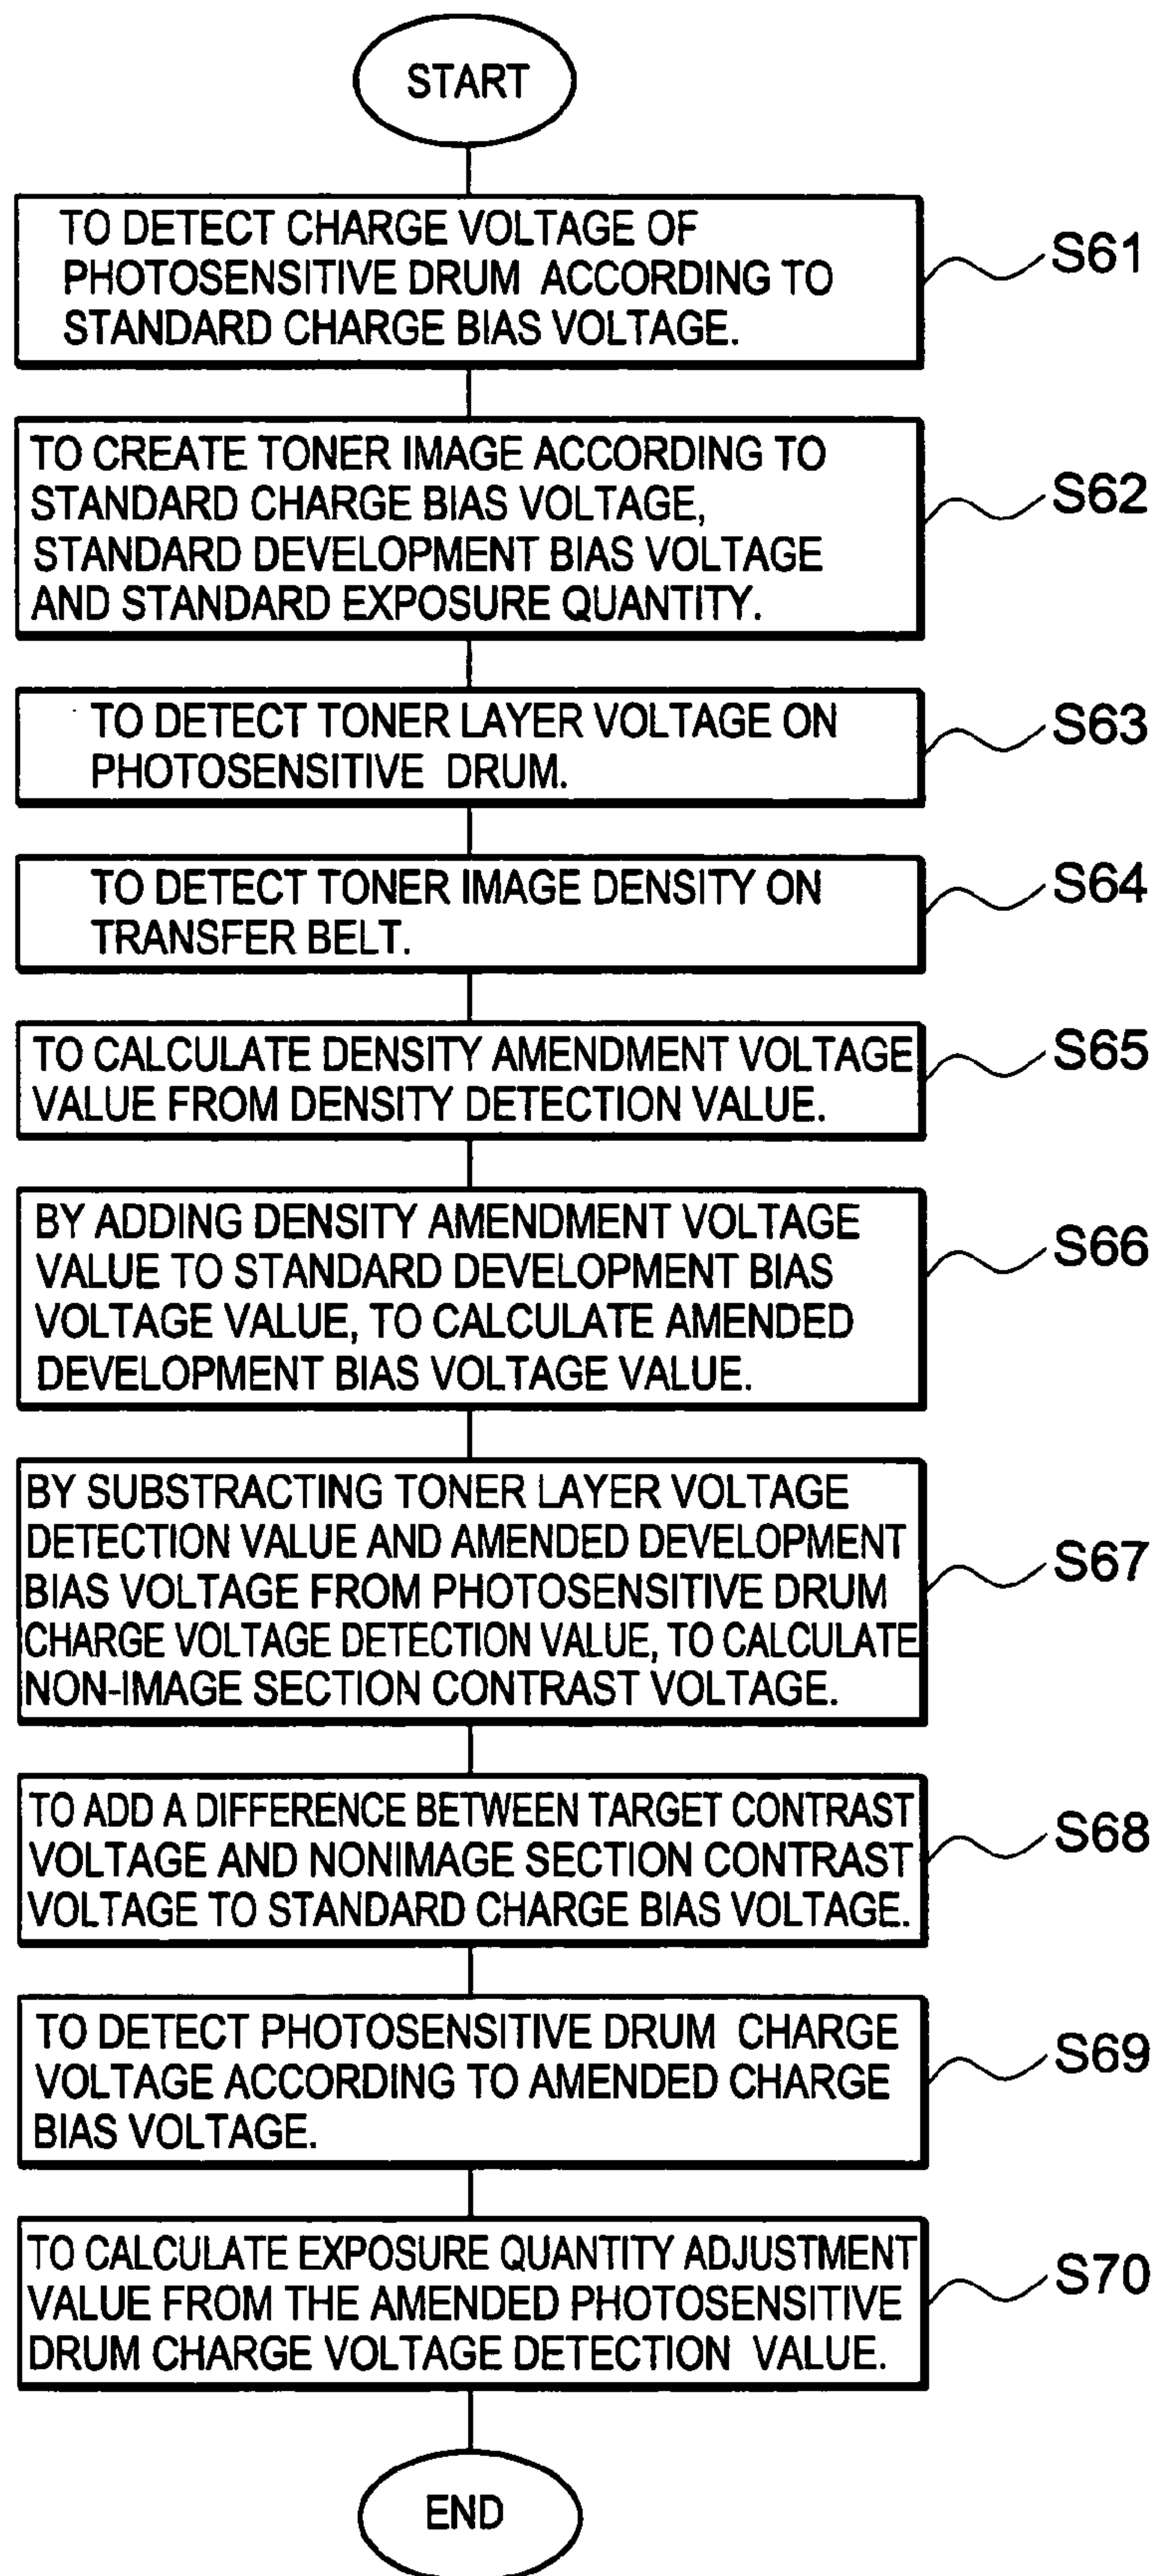 START
TO DETECT CHARGE VOLTAGE OF
PHOTOSENSITIVE DRUM ACCORDING TO
STANDARD CHARGE BIAS VOLTAGE.
S61
TO CREATE TONER IMAGE ACCORDING TO
STANDARD CHARGE BIAS VOLTAGE,
STANDARD DEVELOPMENT BIAS VOLTAGE
AND STANDARD EXPOSURE QUANTITY.
S62
TO DETECT TONER LAYER VOLTAGE ON
PHOTOSENSITIVE DRUM.
S63
TO DETECT TONER IMAGE DENSITY ON
TRANSFER BELT.
S64
TO CALCULATE DENSITY AMENDMENT VOLTAGE
VALUE FROM DENSITY DETECTION VALUE.
S65
BY ADDING DENSITY AMENDMENT VOLTAGE
VALUE TO STANDARD DEVELOPMENT BIAS
VOLTAGE VALUE, TO CALCULATE AMENDED
DEVELOPMENT BIAS VOLTAGE VALUE.
S66
BY SUBSTRACTING TONER LAYER VOLTAGE
DETECTION VALUE AND AMENDED DEVELOPMENT
BIAS VOLTAGE FROM PHOTOSENSITIVE DRUM
CHARGE VOLTAGE DETECTION VALUE, TO CALCULATE
NON-IMAGE SECTION CONTRAST VOLTAGE.
S67
TO ADD A DIFFERENCE BETWEEN TARGET CONTRAST
VOLTAGE AND NONIMAGE SECTION CONTRAST
VOLTAGE TO STANDARD CHARGE BIAS VOLTAGE.
S68
TO DETECT PHOTOSENSITIVE DRUM CHARGE
VOLTAGE ACCORDING TO AMENDED CHARGE
BIAS VOLTAGE.
S69
TO CALCULATE EXPOSURE QUANTITY ADJUSTMENT
VALUE FROM THE AMENDED PHOTOSENSITIVE
DRUM CHARGE VOLTAGE DETECTION VALUE.
S70
END